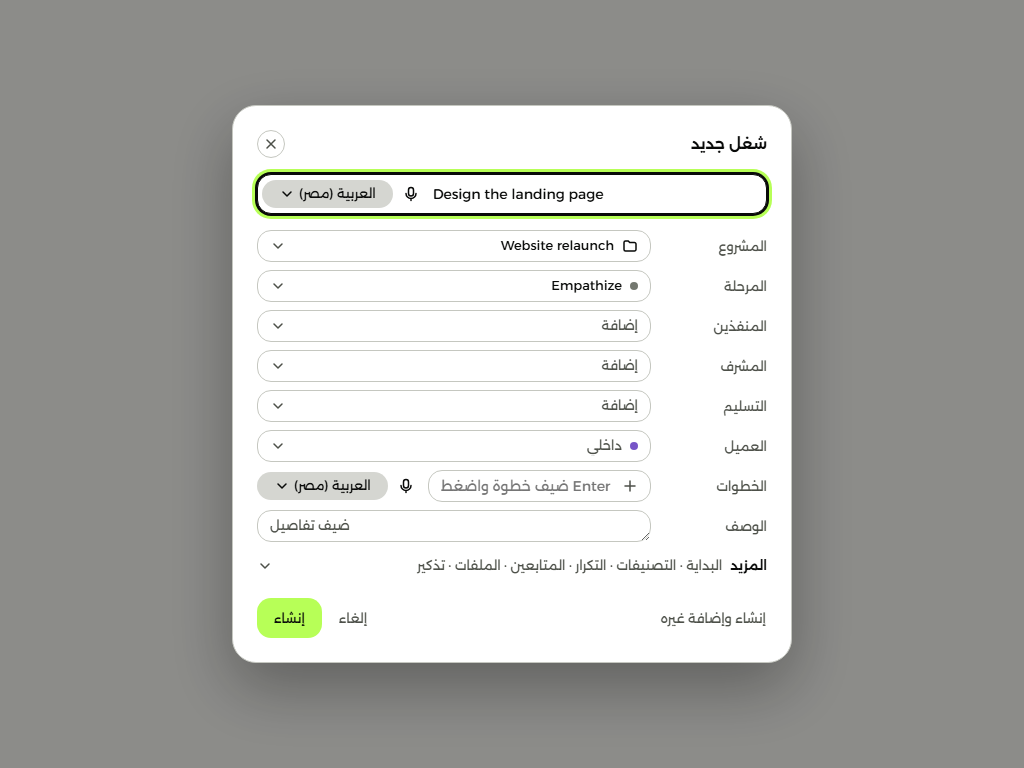 شغل جديد
Design the landing page العربية (مصر)
المشروع Website relaunch
المرحلة Empathize
المنفذين إضافة
المشرف إضافة
التسليم إضافة
العميل داخلي
الخطوات ضيف خطوة واضغط Enter العربية (مصر)
الوصف ضيف تفاصيل
المزيد البداية · التصنيفات · التكرار · المتابعين · الملفات · تذكير
إنشاء وإضافة غيره إلغاء إنشاء